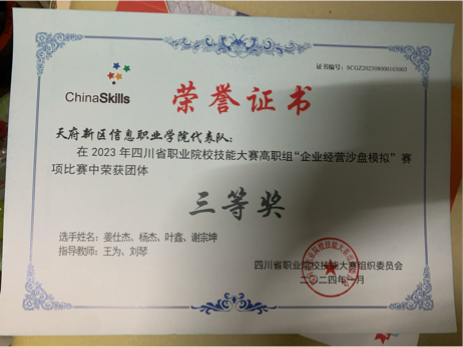 证书编号：SCGZ202308000103003
ChinaSkills
荣誉证书
天府新区信息职业学院代表队：
在 2023 年四川省职业院校技能大赛高职组“企业经营沙盘模拟”赛
项比赛中荣获团体
三等奖
选手姓名：姜仕杰、杨杰、叶鑫、谢宗坤
指导教师：王为、刘琴
四川省职业院校技能大赛组织委员会
二〇二四年一月